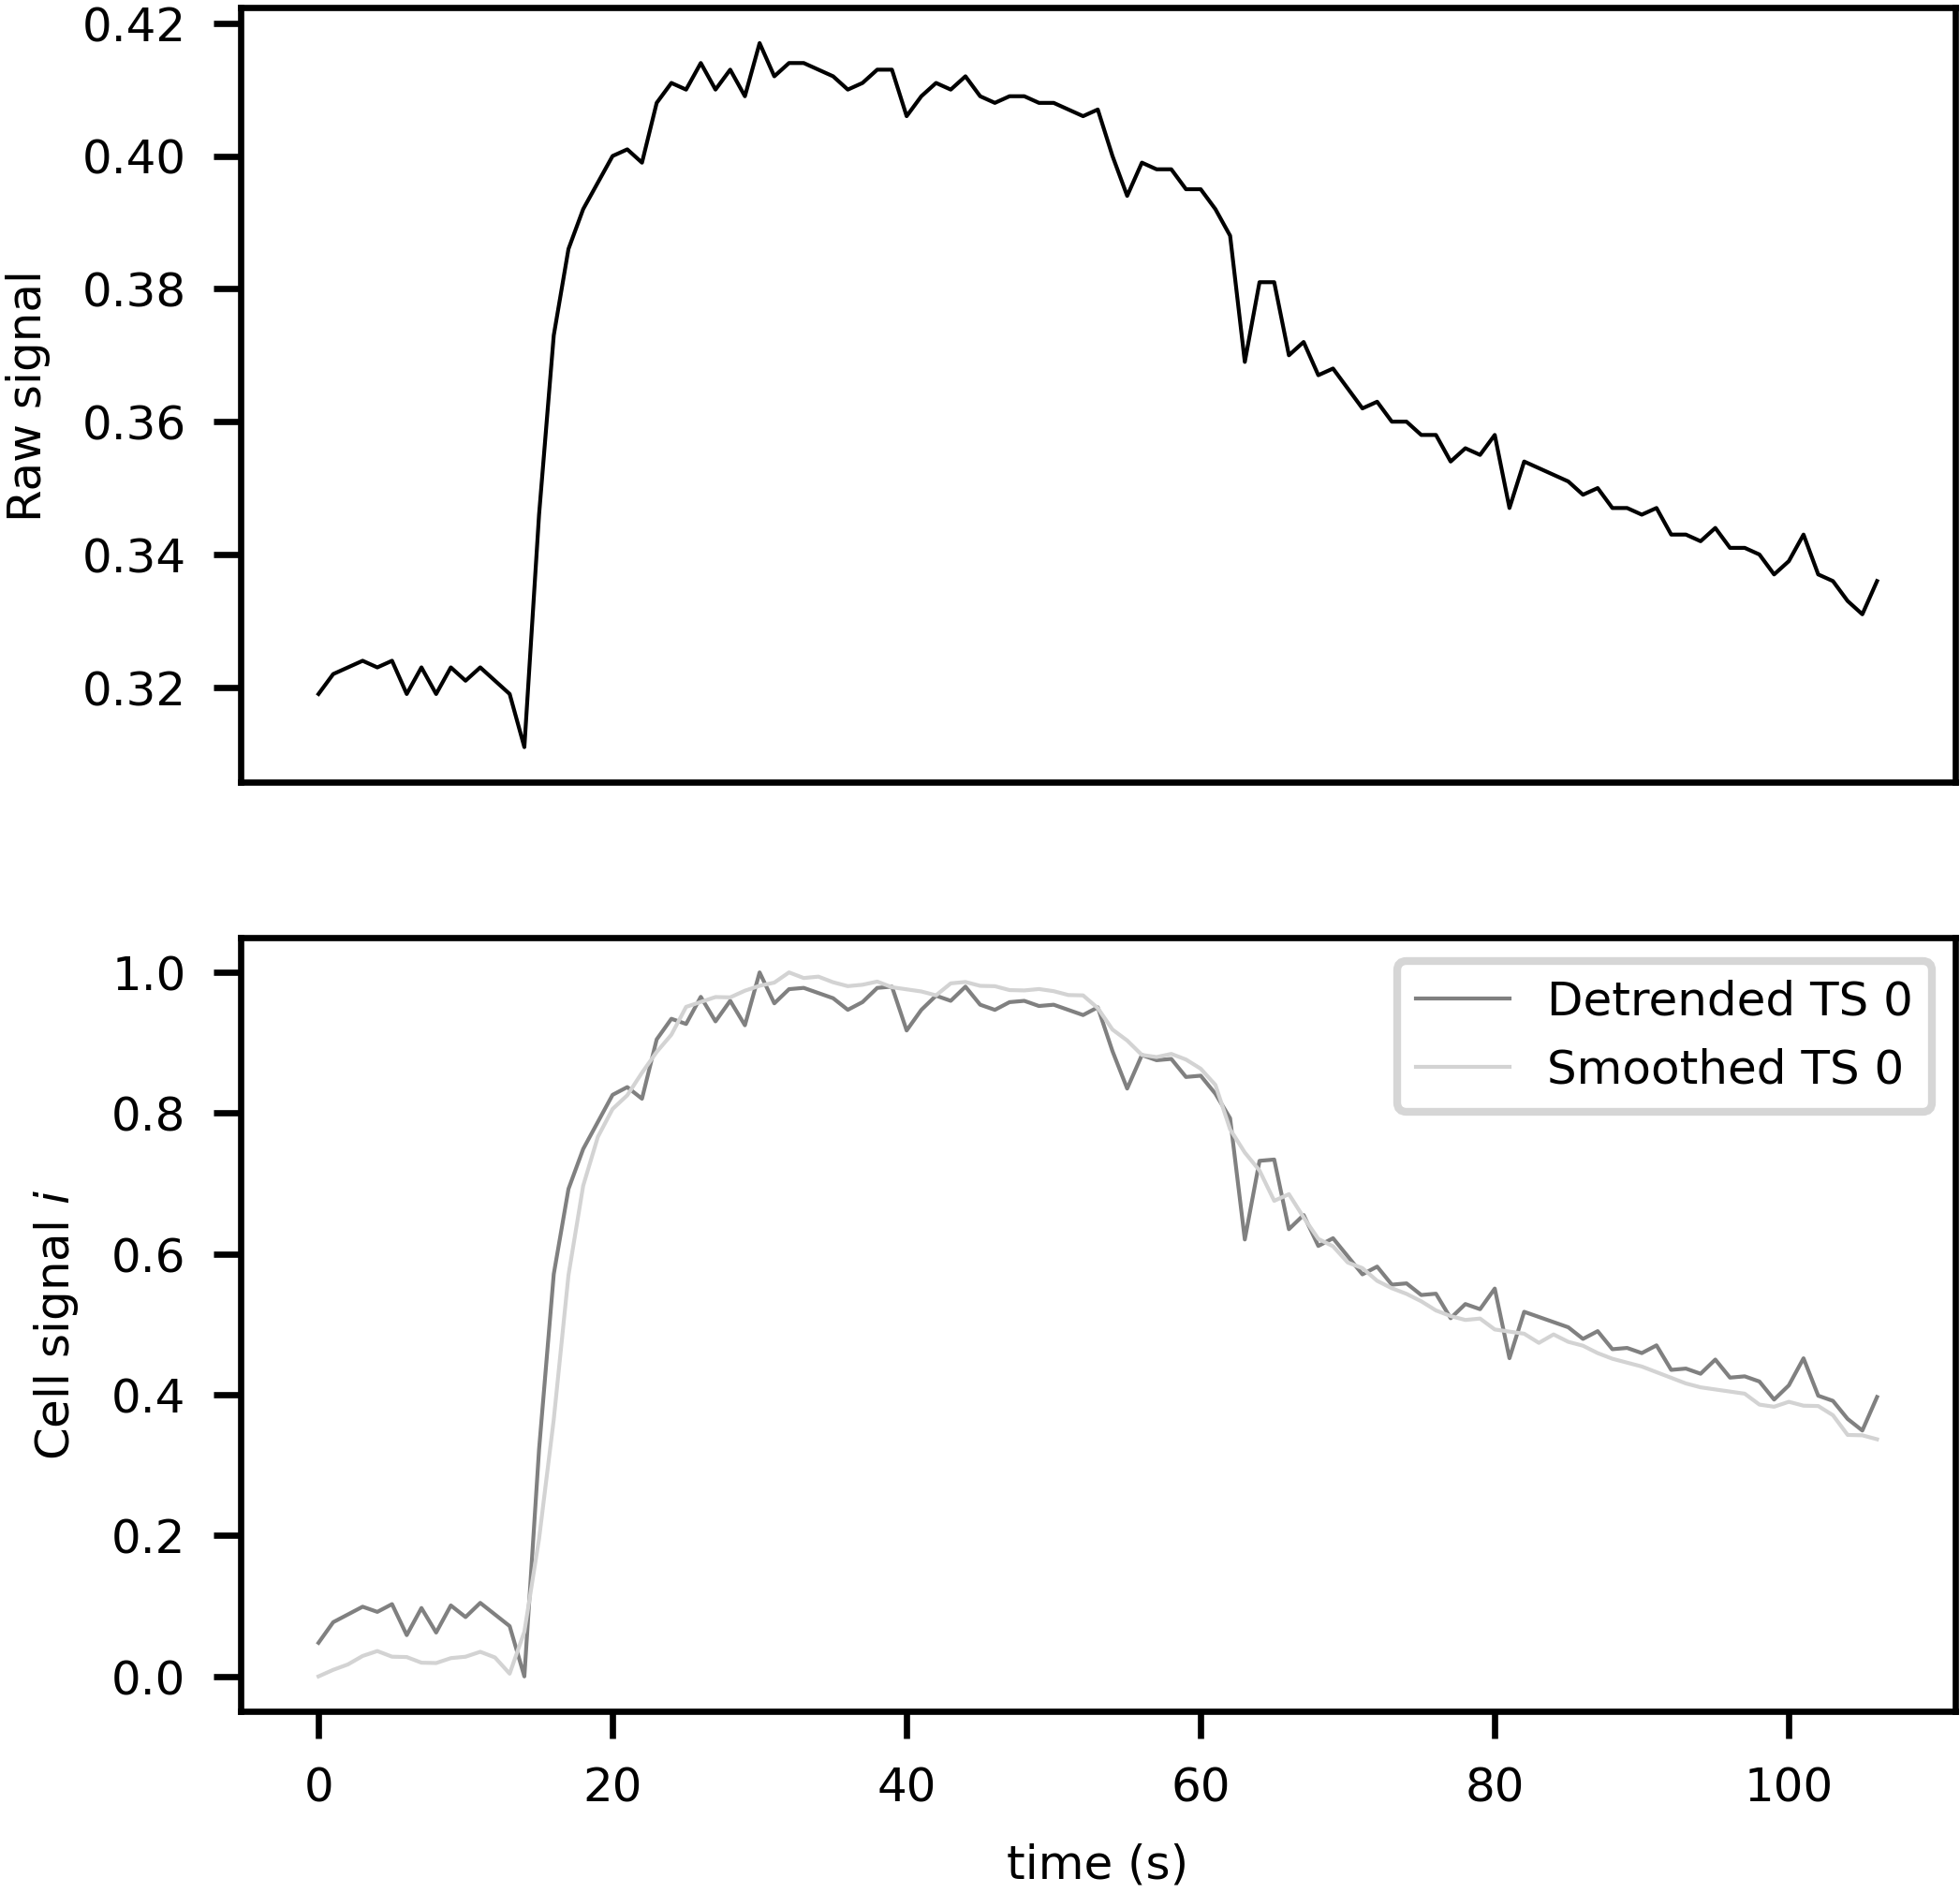 Raw signal
0.42
0.40
0.38
0.36
0.34
0.32
Cell signal i
1.0
0.8
0.6
0.4
0.2
0.0
Detrended TS 0
Smoothed TS 0
0 20 40 60 80 100
time (s)